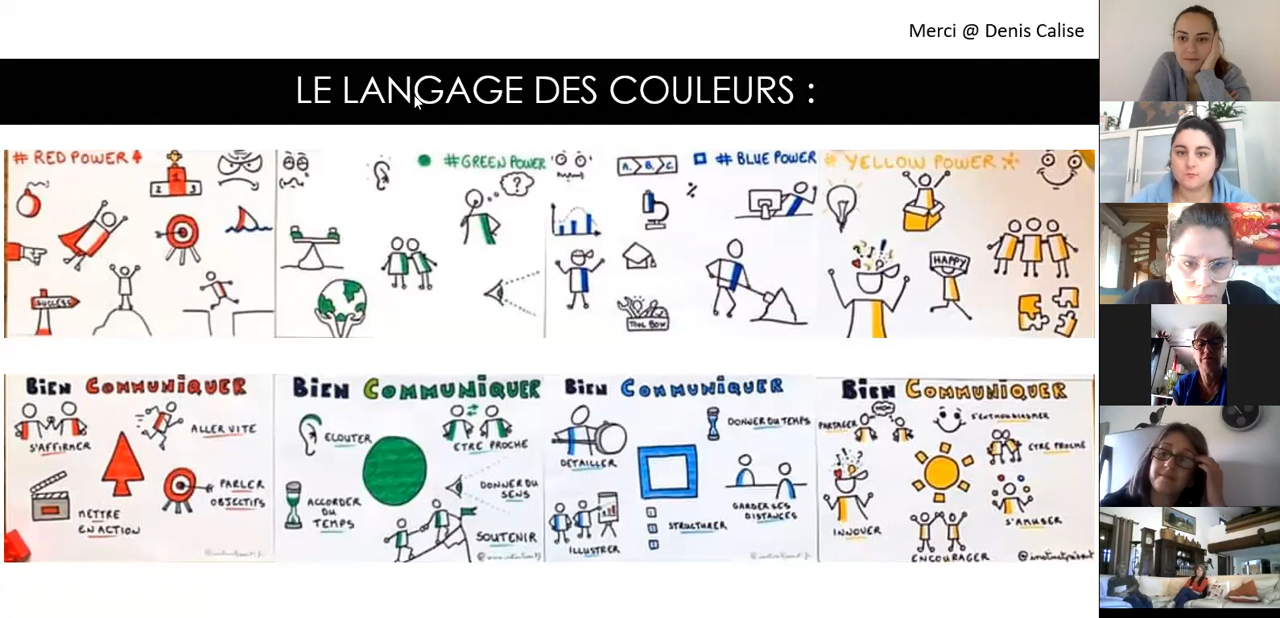 Merci @ Denis Calise
LE LANGAGE DES COULEURS :
# RED POWER
1
2
3
SUCCESS
#GREEN POWER
?
A. B. C.
# BLUE POWER
%
TOOL BOX
# YELLOW POWER
HAPPY
BIEN COMMUNIQUER
S'AFFIRMER
ALLER VITE
PARLER
OBJECTIFS
METTRE
EN ACTION
BIEN COMMUNIQUER
ECOUTER
ETRE PROCHE
DONNER DU
SENS
ACCORDER
DU
TEMPS
SOUTENIR
BIEN COMMUNIQUER
DONNER DU TEMPS
DETAILLER
GARDER SES
DISTANCES
STRUCTURER
ILLUSTRER
BIEN COMMUNIQUER
PARTAGER
S'ENTHOUSIASMER
ETRE PROCHE
S'AMUSER
INNOVER
ENCOURAGER